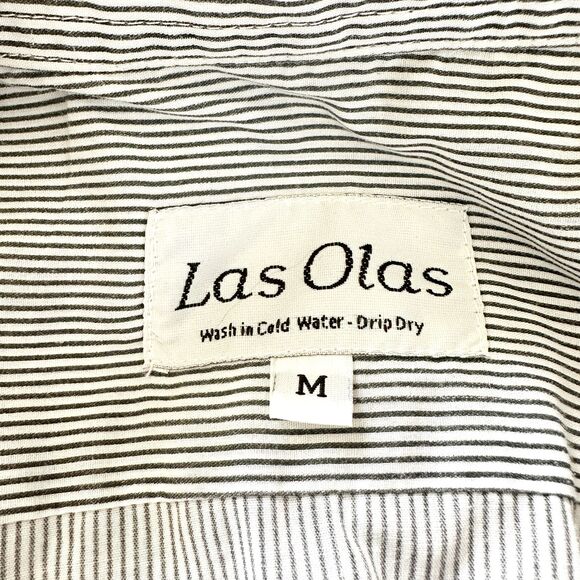 Las Olas
Wash in Cold Water - Drip Dry
M